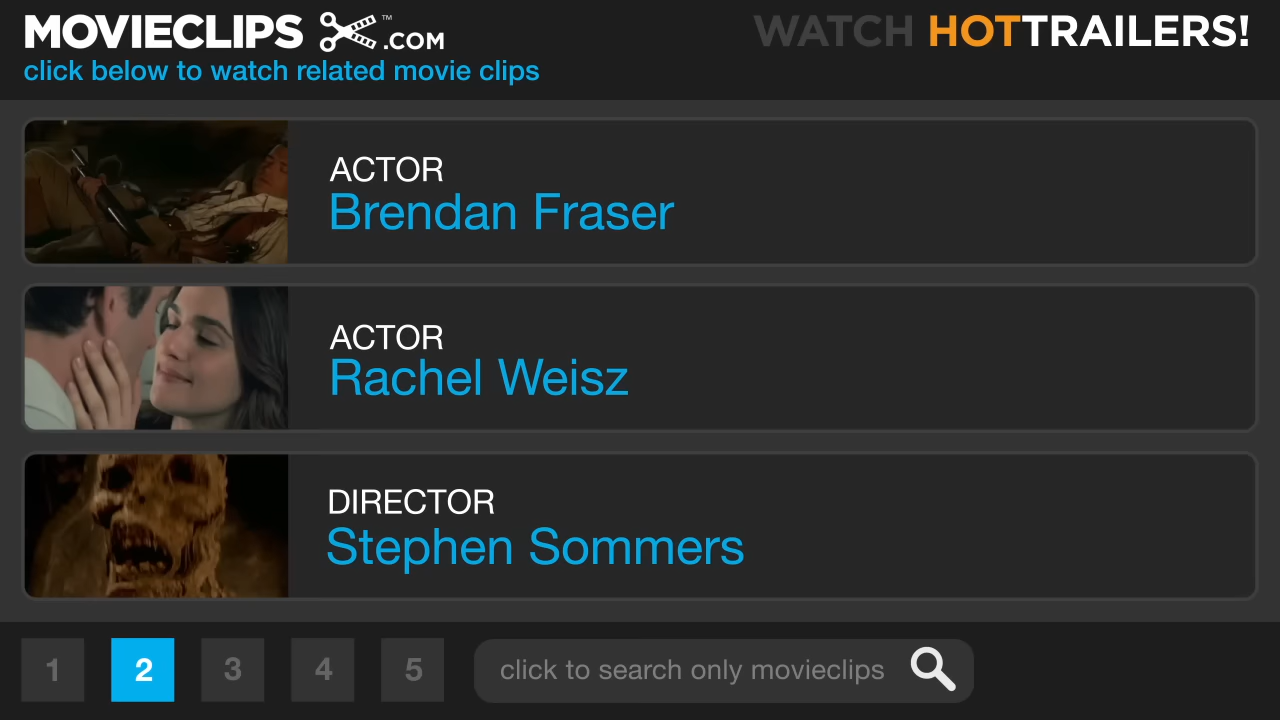 MOVIECLIPS ™ .COM
WATCH HOTTRAILERS!
click below to watch related movie clips
ACTOR
Brendan Fraser
ACTOR
Rachel Weisz
DIRECTOR
Stephen Sommers
1 2 3 4 5 click to search only movieclips